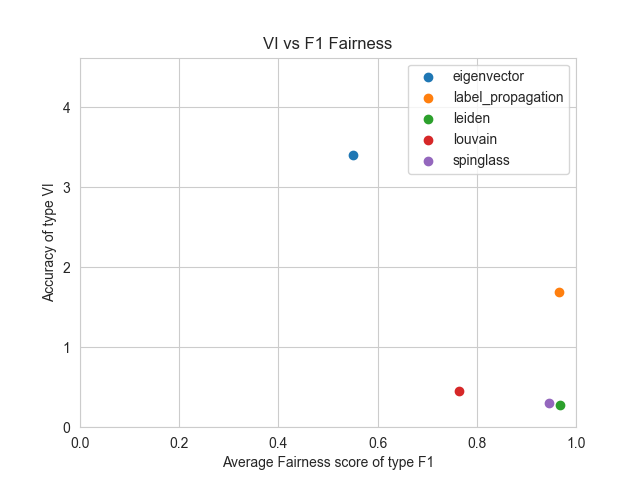 VI vs F1 Fairness
eigenvector
label_propagation
leiden
louvain
spinglass
Accuracy of type VI
4
3
2
1
0
0.0 0.2 0.4 0.6 0.8 1.0
Average Fairness score of type F1